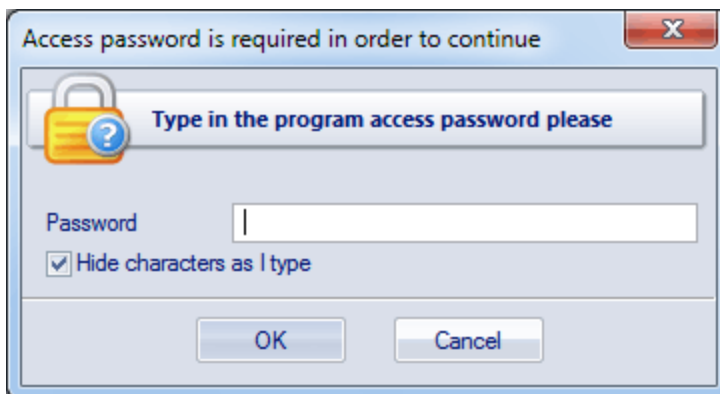 Access password is required in order to continue
Type in the program access password please
Password
Hide characters as I type
OK
Cancel